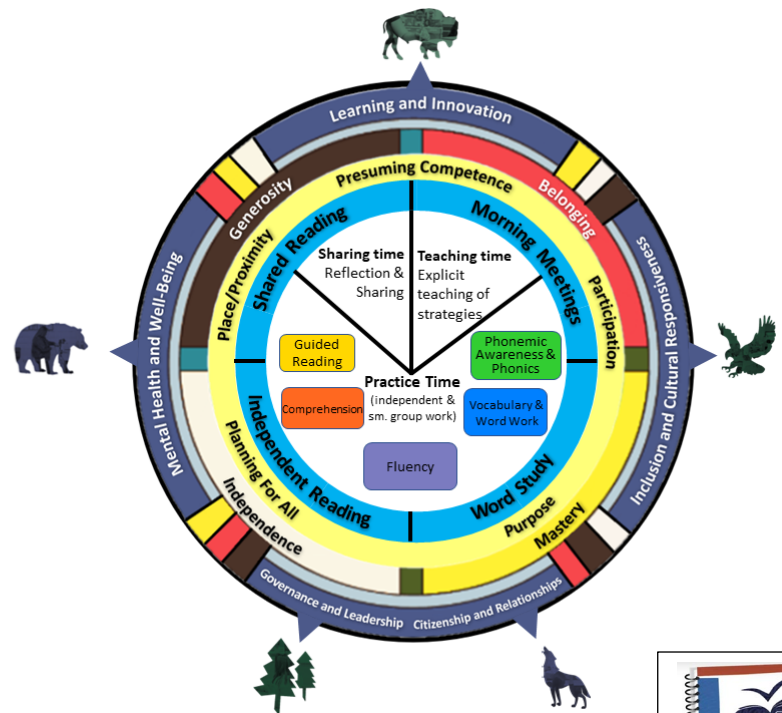 Learning and Innovation
Generosity
Presuming Competence
Belonging
Mental Health and Well-Being
Place/Proximity
Shared Reading
Morning Meetings
Participation
Inclusion and Cultural Responsiveness
Sharing time
Reflection &
Sharing
Teaching time
Explicit
teaching of
strategies
Guided
Reading
Phonemic
Awareness &
Phonics
Practice Time
(independent &
sm. group work)
Comprehension
Vocabulary &
Word Work
Fluency
Independent Reading
Word Study
Planning For All
Purpose
Independence
Mastery
Governance and Leadership
Citizenship and Relationships